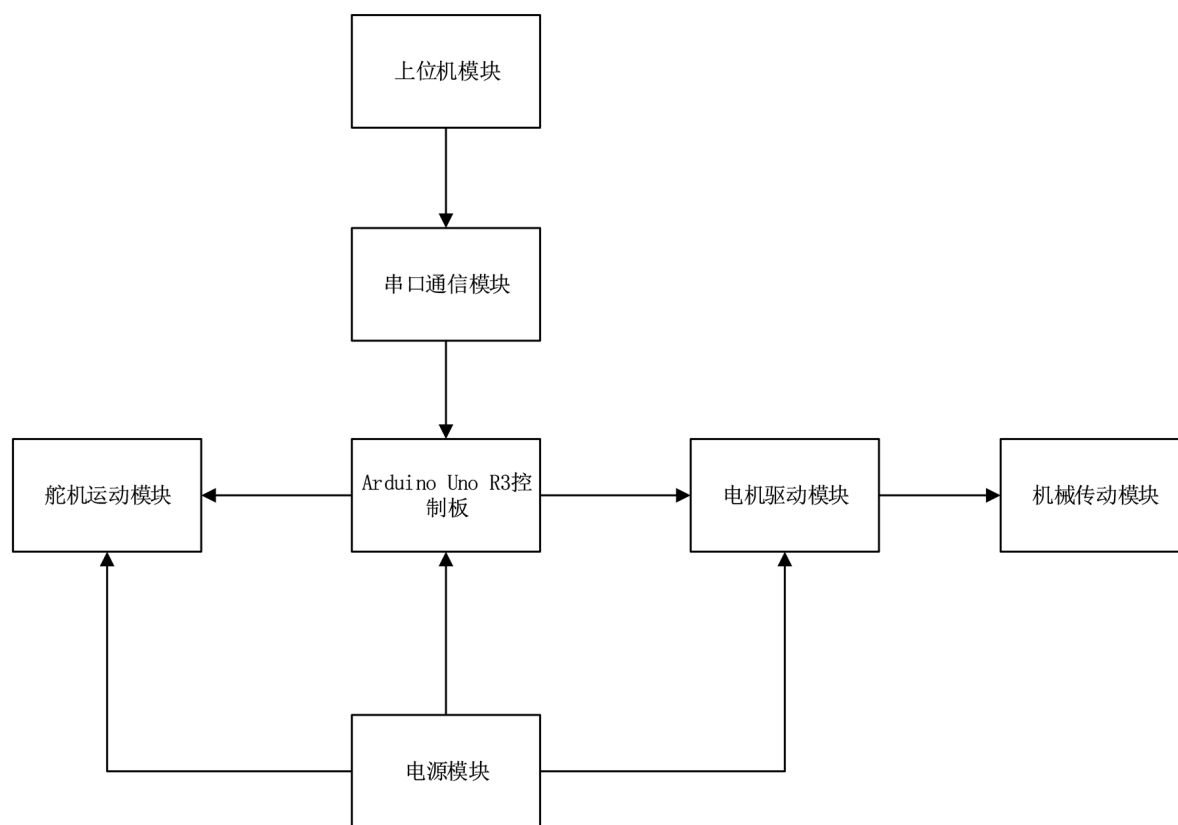 上位机模块
串口通信模块
舵机运动模块
Arduino Uno R3控
制板
电机驱动模块
机械传动模块
电源模块